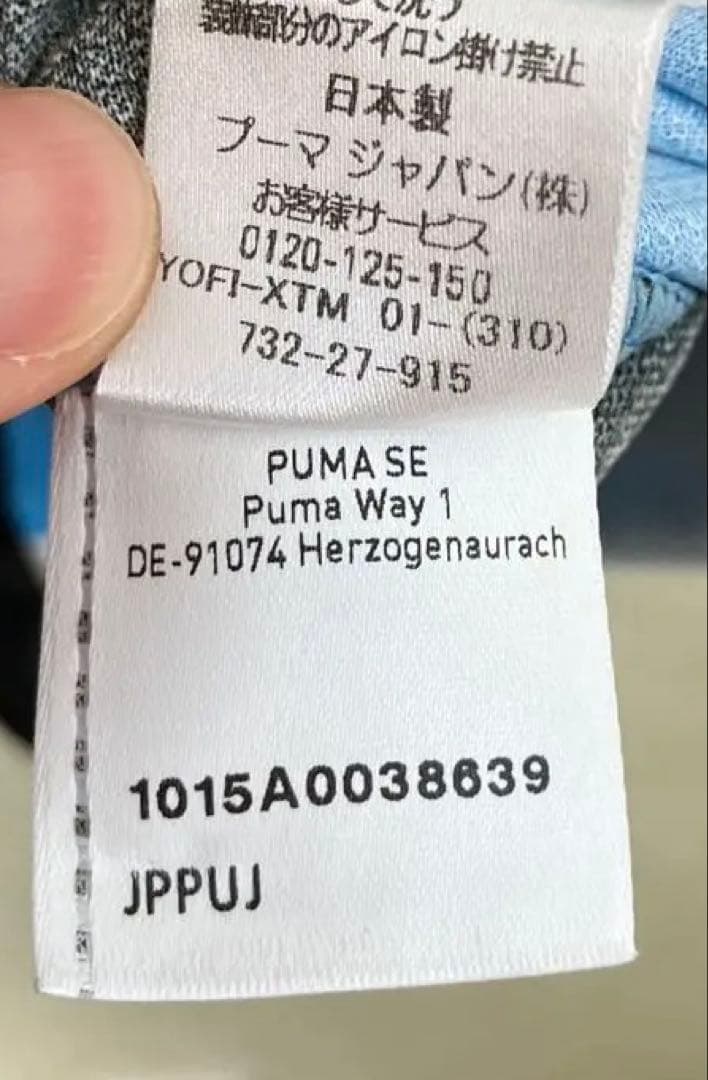 装飾部分のアイロン掛け禁止
日本製
プーマ ジャパン(株)
お客様サービス
0120-125-150
YOFI-XTM 01-(310)
732-27-915
PUMA SE
Puma Way 1
DE-91074 Herzogenaurach
1015A0038639
JPPUJ